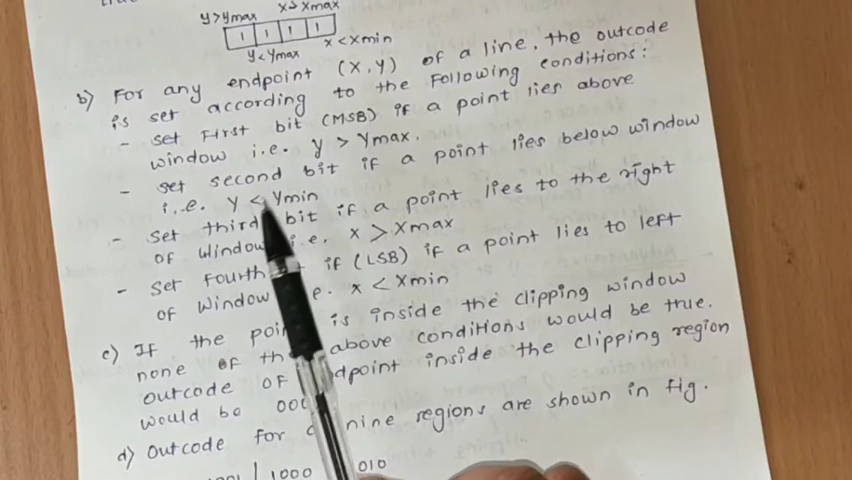 y>ymax x>xmax
1 1 1 1
y<ymax x<xmin
b) For any endpoint (x,y) of a line, the outcode
is set according to the following conditions:
- set First bit (MSB) if a point lies above
window i.e. y > ymax.
- set second bit if a point lies below window
i.e. y < ymin
- set third bit if a point lies to the right
of window i.e. x > xmax
- set Fourth if (LSB) if a point lies to left
of window e. x < xmin
c) If the is inside the clipping window
none of above conditions would be true.
outcode of inside the clipping region
would be
d) outcode for nine regions are shown in fig.
1000